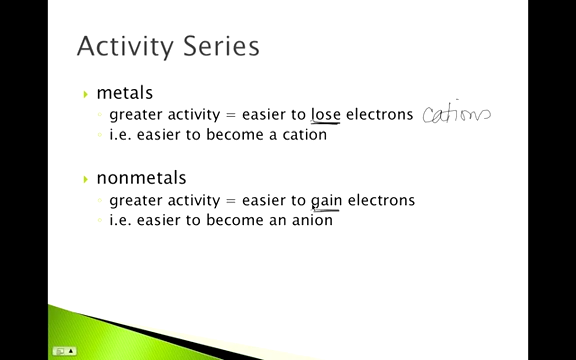 Activity Series
metals
greater activity = easier to lose electrons cations
i.e. easier to become a cation
nonmetals
greater activity = easier to gain electrons
i.e. easier to become an anion